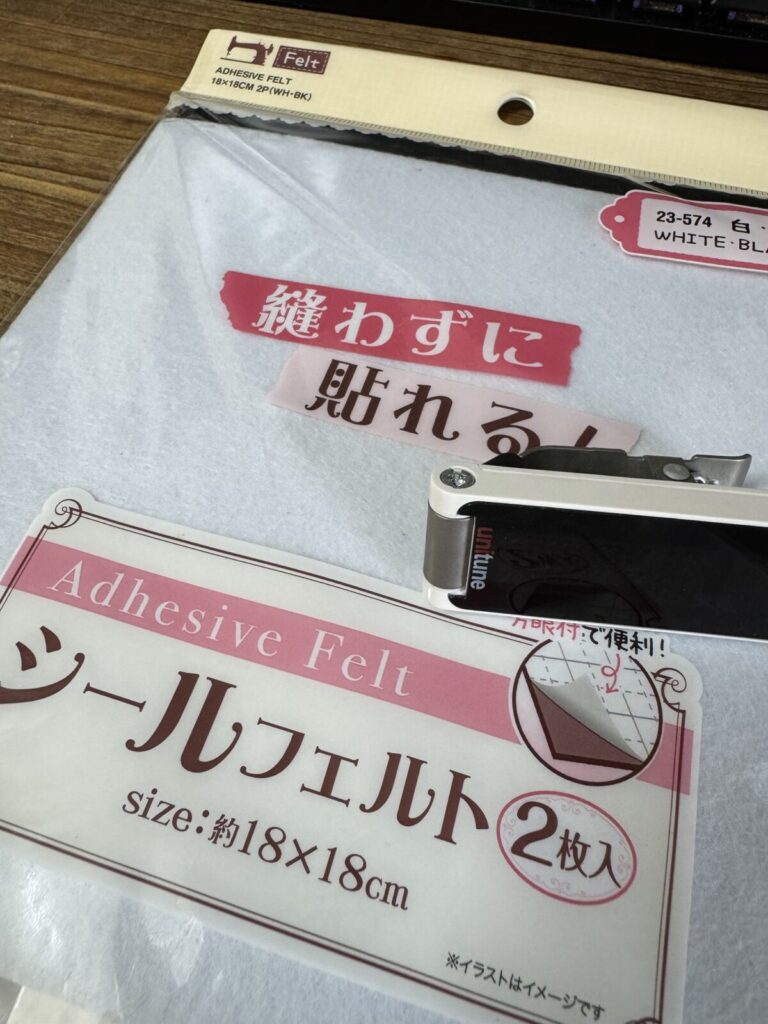 Felt
ADHESIVE FELT
18×18CM 2P(WH・BK)
23-574 白・
WHITE・BLA
縫わずに
貼れる!
unitune
方眼付で便利!
Adhesive Felt
シールフェルト
2枚入
size:約18×18cm
※イラストはイメージです